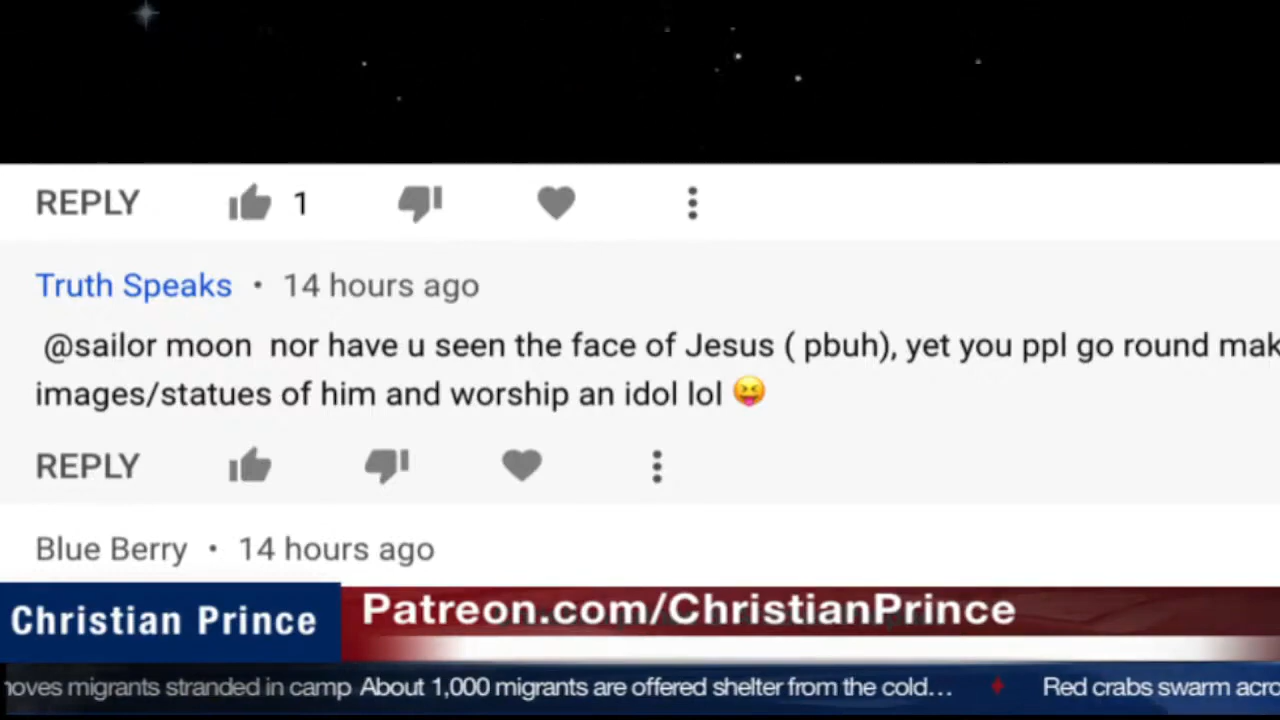 REPLY 1
Truth Speaks • 14 hours ago
@sailor moon nor have u seen the face of Jesus ( pbuh), yet you ppl go round mak
images/statues of him and worship an idol lol 😝
REPLY
Blue Berry • 14 hours ago
Christian Prince
Patreon.com/ChristianPrince
migrants stranded in camp About 1,000 migrants are offered shelter from the cold... Red crabs swarm acro